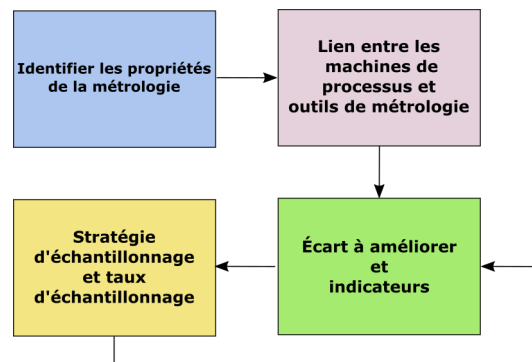 Identifier les propriétés
de la métrologie
Lien entre les
machines de
processus et
outils de métrologie
Écart à améliorer
et
indicateurs
Stratégie
d'échantillonnage
et taux
d'échantillonnage